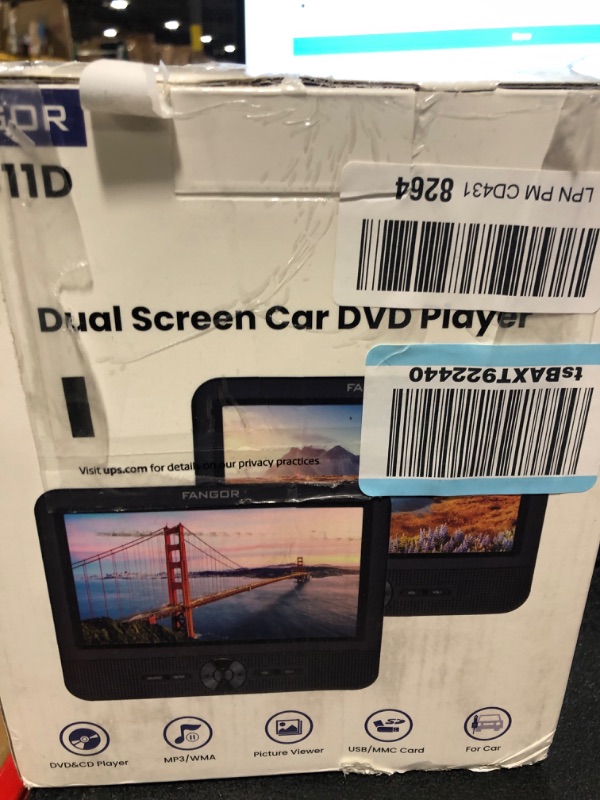 GOR
11D
LPN PM CD431 8264
Dual Screen Car DVD Player
tsBAXT922440
FA
Visit ups.com for details on our privacy practices.
FANGOR
DVD&CD Player
MP3/WMA
Picture Viewer
USB/MMC Card
For Car